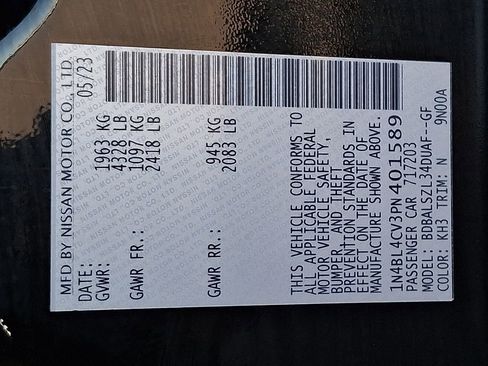 MFD BY NISSAN MOTOR CO., LTD.
DATE: 05/23
GVWR: 1963 KG
4328 LB
GAWR FR.: 1097 KG
2418 LB
GAWR RR.: 945 KG
2083 LB
THIS VEHICLE CONFORMS TO
ALL APPLICABLE FEDERAL
MOTOR VEHICLE SAFETY,
BUMPER, AND THEFT
PREVENTION STANDARDS IN
EFFECT ON THE DATE OF
MANUFACTURE SHOWN ABOVE.
1N4BL4CV3PN401589
PASSENGER CAR 717203
MODEL: BDBALSZL34DUAF--GF
COLOR: KH3 TRIM: N 9N00A